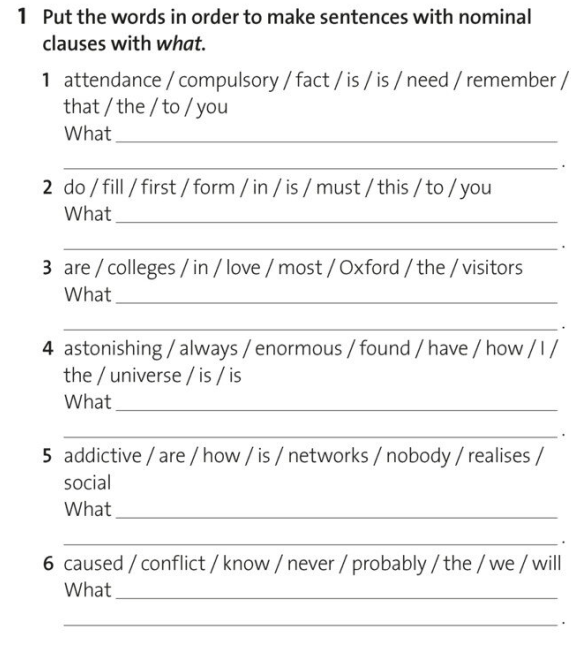 1 Put the words in order to make sentences with nominal
clauses with what.
1 attendance / compulsory / fact / is / is / need / remember /
that / the / to / you
What
.
2 do / fill / first / form / in / is / must / this / to / you
What
.
3 are / colleges / in / love / most / Oxford / the / visitors
What
.
4 astonishing / always / enormous / found / have / how / I /
the / universe / is / is
What
.
5 addictive / are / how / is / networks / nobody / realises /
social
What
.
6 caused / conflict / know / never / probably / the / we / will
What
.